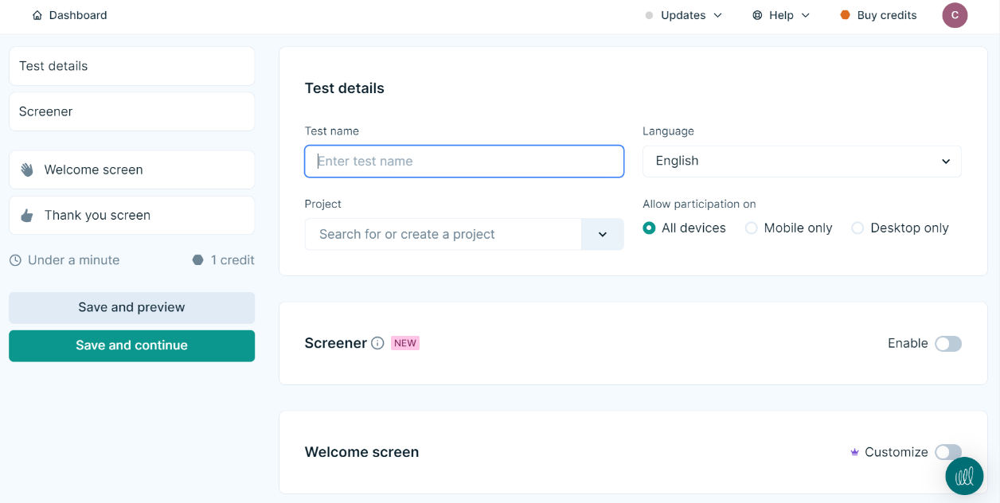 Dashboard
Updates
Help
Buy credits
C
Test details
Screener
Welcome screen
Thank you screen
Under a minute
1 credit
Save and preview
Save and continue
Test details
Test name
Language
Enter test name
English
Project
Allow participation on
Search for or create a project
All devices
Mobile only
Desktop only
Screener
NEW
Enable
Welcome screen
Customize